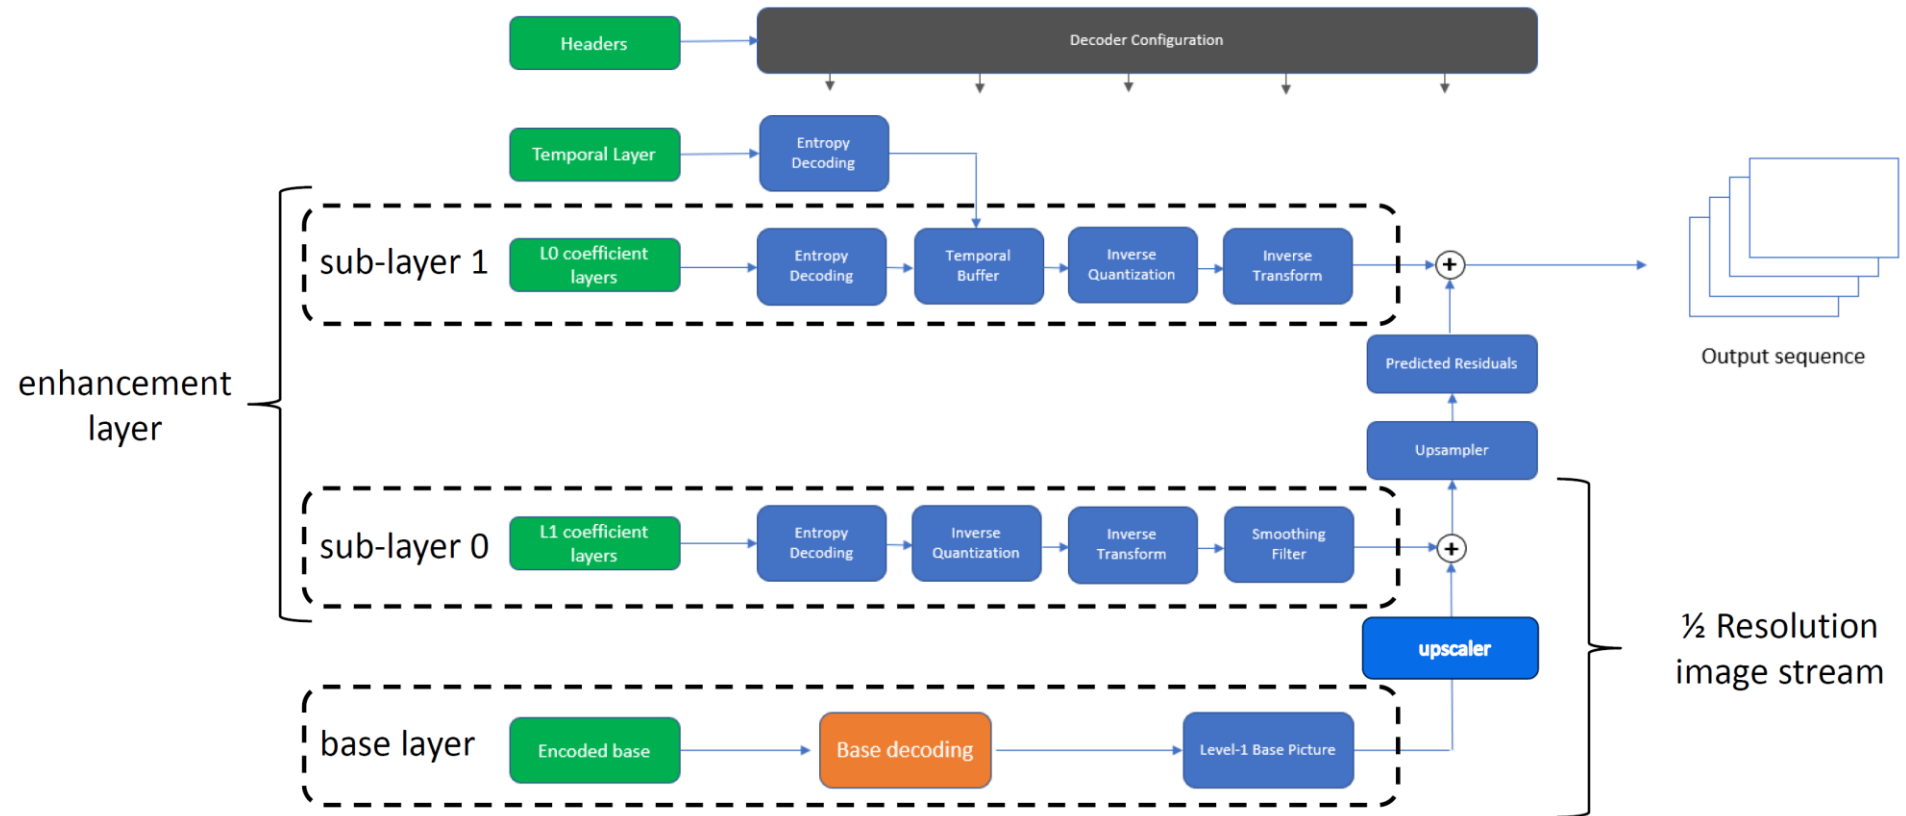 Headers
Decoder Configuration
Temporal Layer
Entropy
Decoding
sub-layer 1
L0 coefficient
layers
Entropy
Decoding
Temporal
Buffer
Inverse
Quantization
Inverse
Transform
+
Output sequence
Predicted Residuals
enhancement
layer
Upsampler
sub-layer 0
L1 coefficient
layers
Entropy
Decoding
Inverse
Quantization
Inverse
Transform
Smoothing
Filter
+
upscaler
½ Resolution
image stream
base layer
Encoded base
Base decoding
Level-1 Base Picture